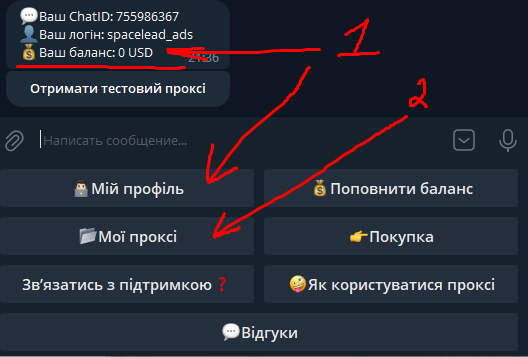 💬Ваш ChatID: 755986367
👤Ваш логін: spacelead_ads
💰Ваш баланс: 0 USD
21:36
1
Отримати тестовий проксі
2
Написать сообщение...
👨🏻‍💻Мій профіль
💰Поповнити баланс
📂Мої проксі
👉Покупка
Зв’язатись з підтримкою❓
🤪Як користуватися проксі
💬Відгуки